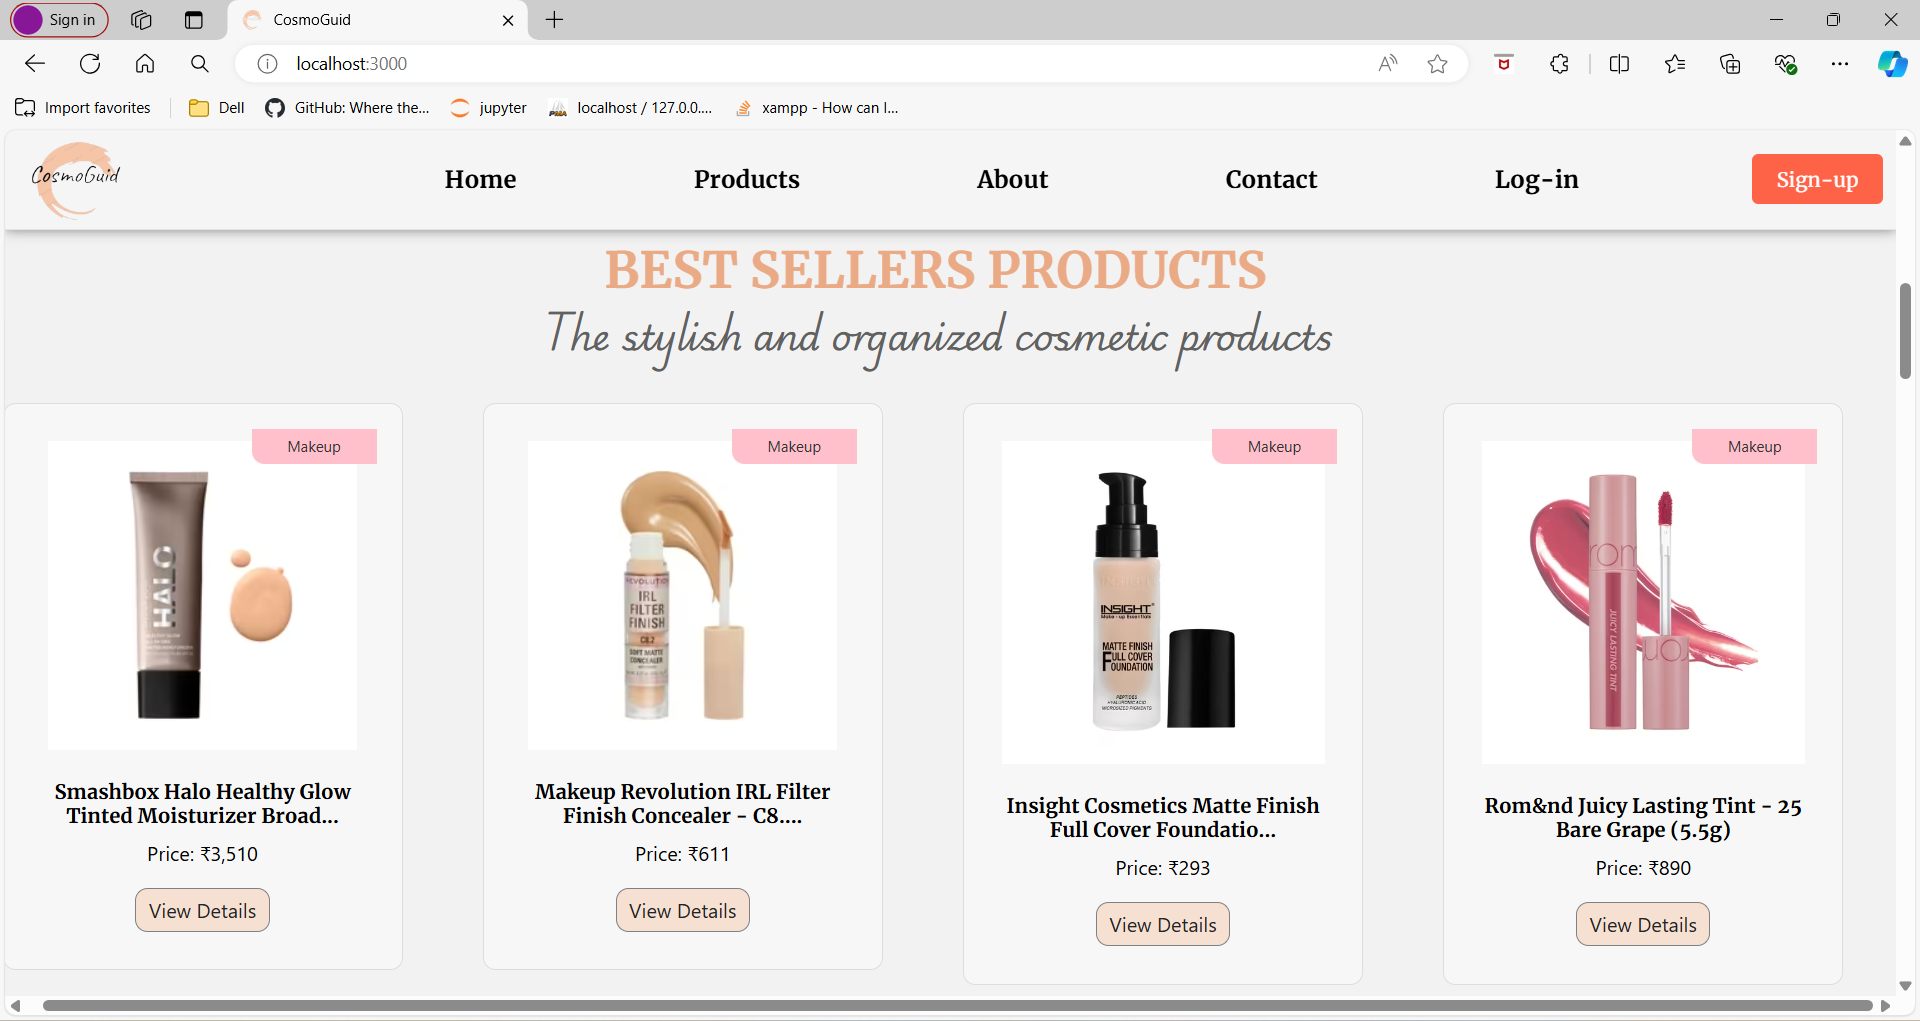 Sign in
CosmoGuid
localhost:3000
Import favorites
Dell
GitHub: Where the...
jupyter
localhost / 127.0.0....
xampp - How can I...
CosmoGuid
Home
Products
About
Contact
Log-in
Sign-up
BEST SELLERS PRODUCTS
The stylish and organized cosmetic products
Makeup
HALO
Smashbox Halo Healthy Glow
Tinted Moisturizer Broad...
Price: ₹3,510
View Details
Makeup
REVOLUTION
IRL
FILTER
FINISH
C8.2
SOFT MATTE
CONCEALER
Makeup Revolution IRL Filter
Finish Concealer - C8....
Price: ₹611
View Details
Makeup
INSIGHT
Make-up Essentials
MATTE FINISH
FULL COVER
FOUNDATION
PEPTIDES
HYALURONIC ACID
MICROSIZED PIGMENTS
Insight Cosmetics Matte Finish
Full Cover Foundatio...
Price: ₹293
View Details
Makeup
rom
JUICY LASTING TINT
Rom&nd Juicy Lasting Tint - 25
Bare Grape (5.5g)
Price: ₹890
View Details